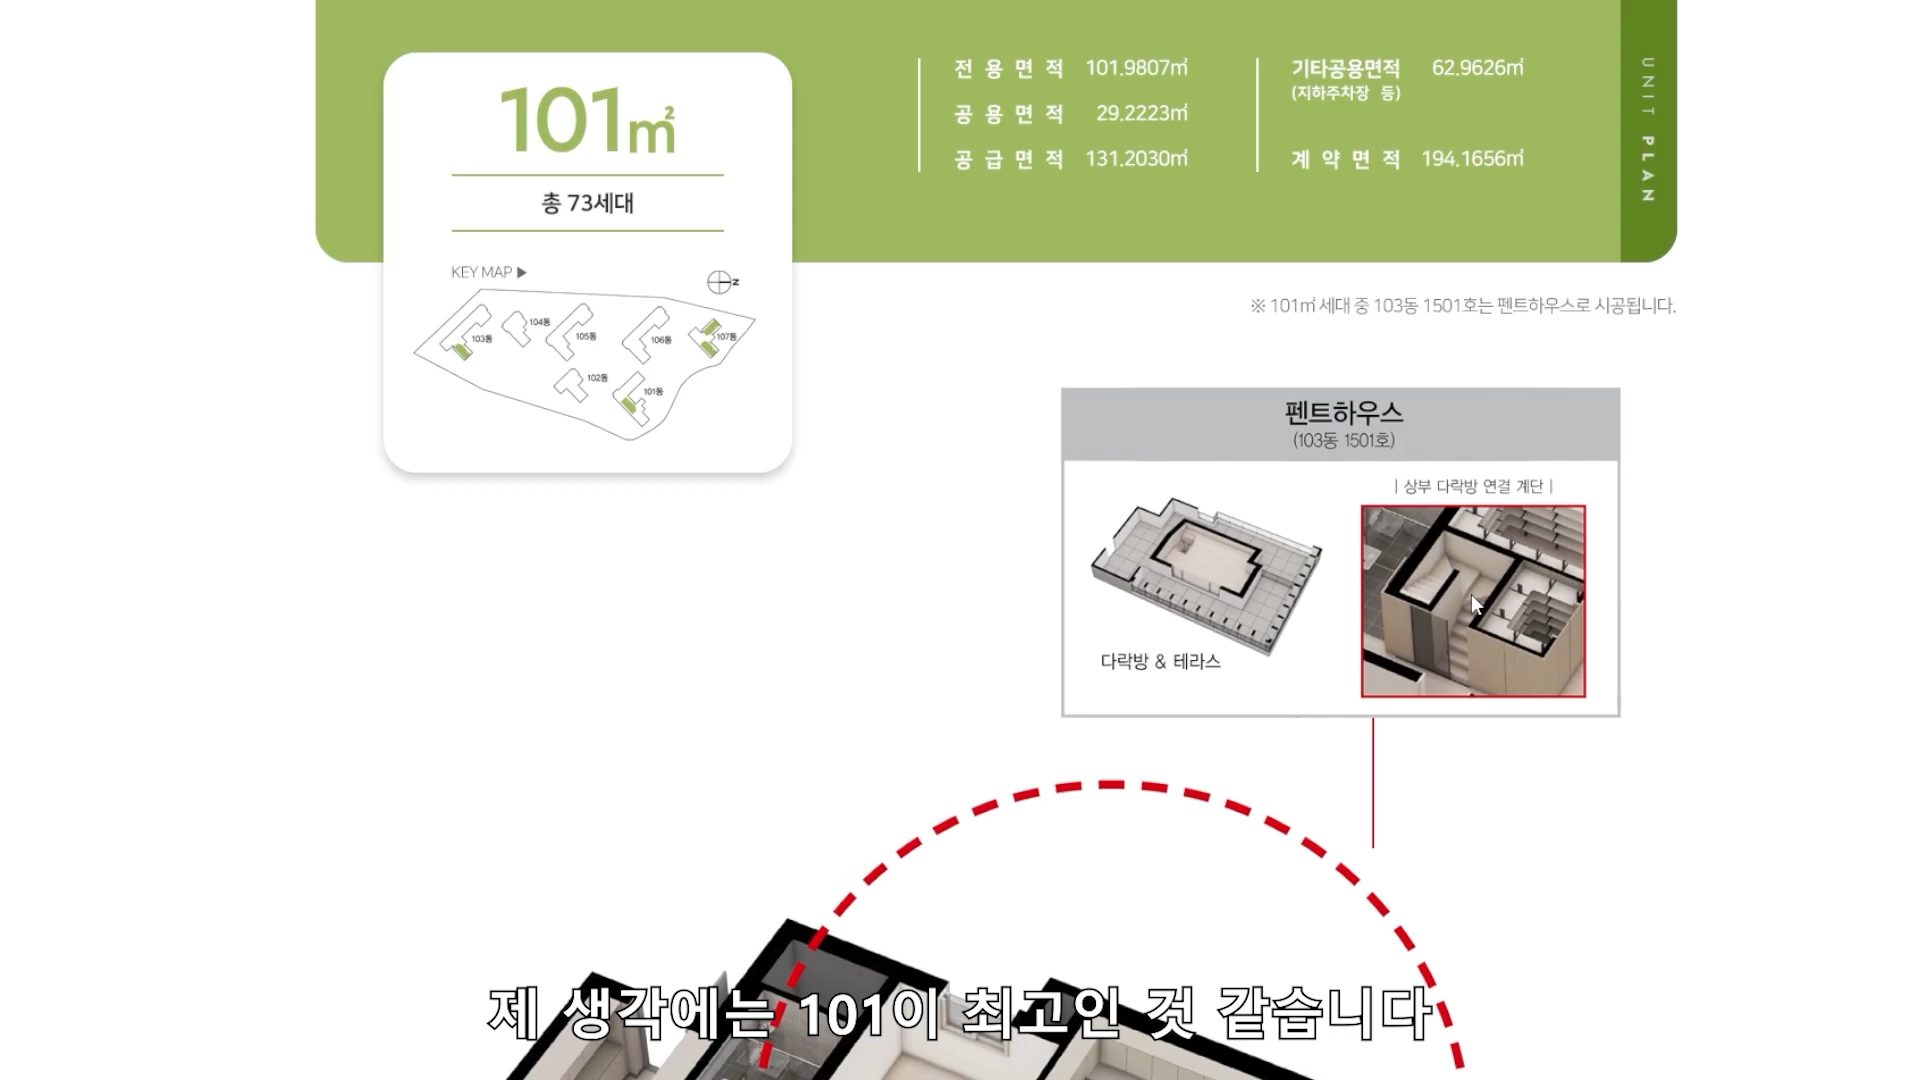 101㎡
총 73세대
KEY MAP ▶
N
103동
104동
105동
106동
107동
102동
101동
전용면적 101.9807㎡
공용면적 29.2223㎡
공급면적 131.2030㎡
기타공용면적 62.9626㎡
(지하주차장 등)
계약면적 194.1656㎡
UNIT PLAN
※ 101㎡ 세대 중 103동 1501호는 펜트하우스로 시공됩니다.
펜트하우스
(103동 1501호)
| 상부 다락방 연결 계단 |
다락방 & 테라스
제 생각에는 101이 최고인 것 같습니다